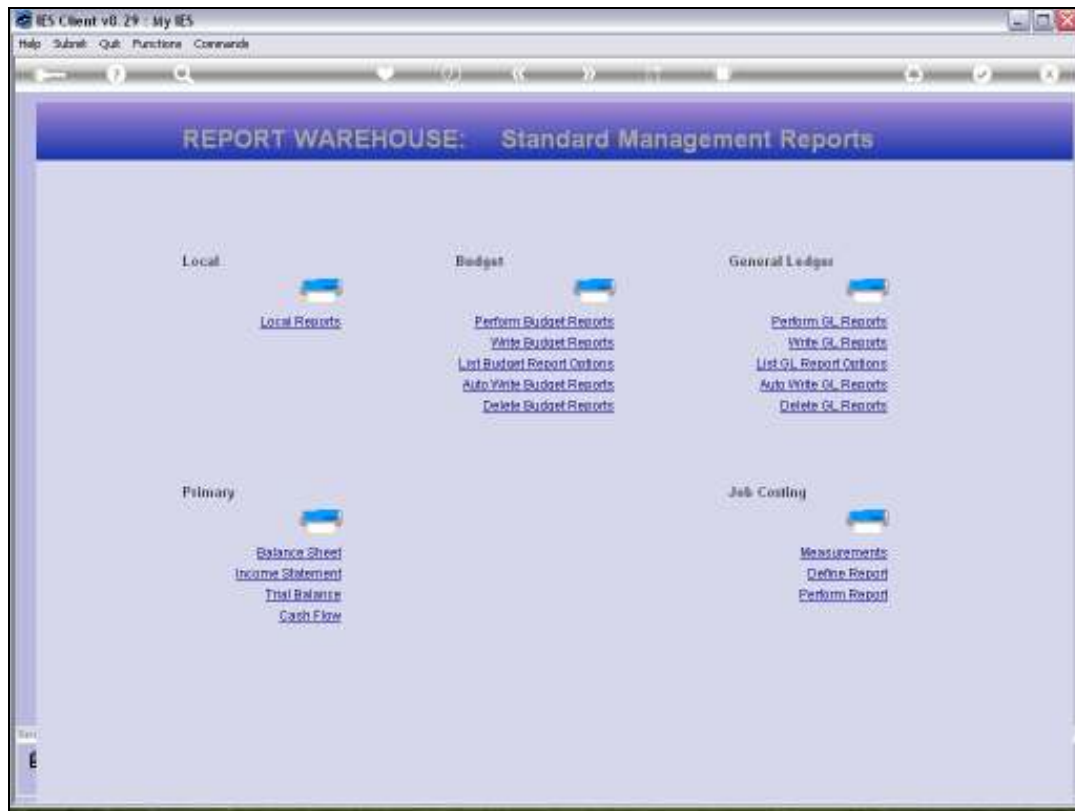 IES Client v8.29 : My IES
Help Subnet Quit Functions Commands
REPORT WAREHOUSE: Standard Management Reports
Local
Local Reports
Budget
Perform Budget Reports
Write Budget Reports
List Budget Report Options
Auto Write Budget Reports
Delete Budget Reports
General Ledger
Perform GL Reports
Write GL Reports
List GL Report Options
Auto Write GL Reports
Delete GL Reports
Primary
Balance Sheet
Income Statement
Trial Balance
Cash Flow
Job Costing
Measurements
Define Report
Perform Report